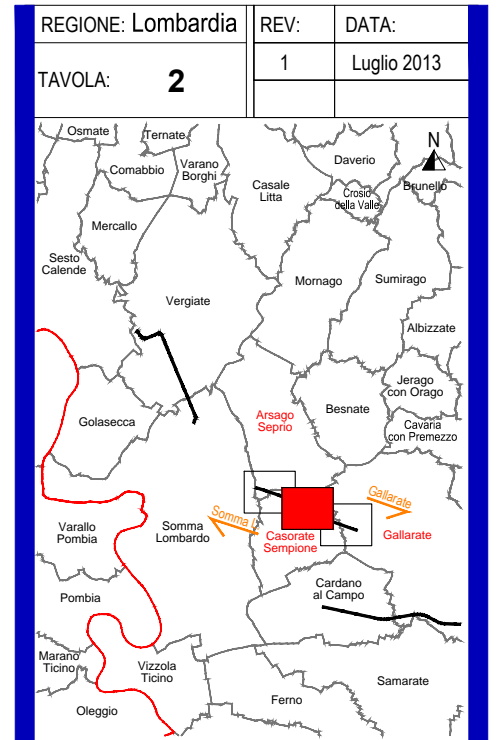 REGIONE: Lombardia
REV:
DATA:
TAVOLA: 2
1
Luglio 2013
Osmate
Ternate
N
Comabbio
Varano
Borghi
Daverio
Casale
Litta
Crosio
della Valle
Brunello
Mercallo
Sesto
Calende
Mornago
Sumirago
Vergiate
Albizzate
Jerago
con Orago
Golasecca
Arsago
Seprio
Besnate
Cavaria
con Premezzo
Gallarate
Somma L.
Varallo
Pombia
Somma
Lombardo
Casorate
Sempione
Gallarate
Cardano
al Campo
Pombia
Marano
Ticino
Vizzola
Ticino
Samarate
Ferno
Oleggio